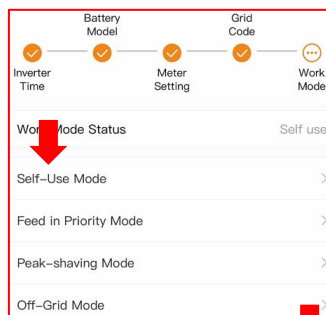 Battery Model
Grid Code
Inverter Time
Meter Setting
Work Mode
Work Mode Status
Self use
Self-Use Mode
Feed in Priority Mode
Peak-shaving Mode
Off-Grid Mode